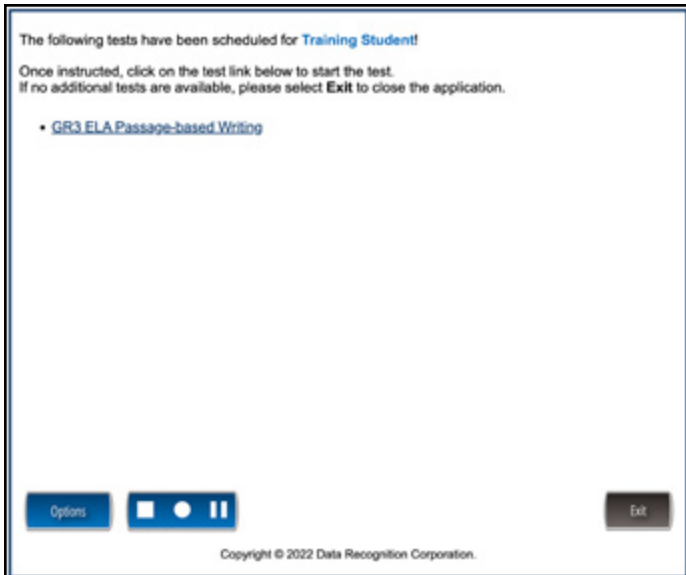 The following tests have been scheduled for Training Student!
Once instructed, click on the test link below to start the test.
If no additional tests are available, please select Exit to close the application.
• GR3 ELA Passage-based Writing
Options
Exit
Copyright © 2022 Data Recognition Corporation.